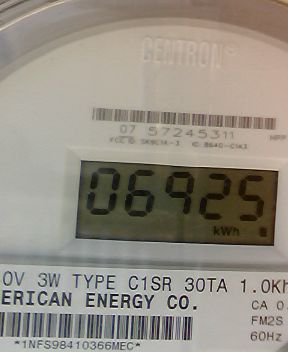 CENTRON®
07 57245311
06925
kWh
0V 3W TYPE C1SR 30TA 1.0Kh
ERICAN ENERGY CO.
CA 0.
FM2S
60Hz
*1NFS98410366MEC*